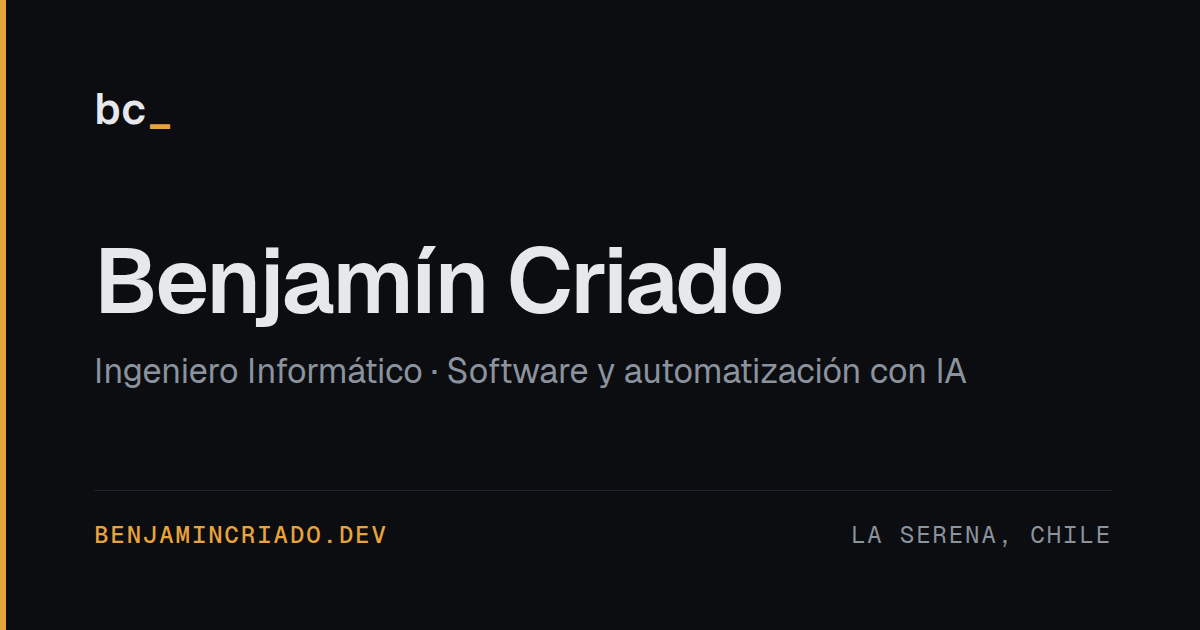 bc_
Benjamín Criado
Ingeniero Informático · Software y automatización con IA
BENJAMINCRIADO.DEV
LA SERENA, CHILE